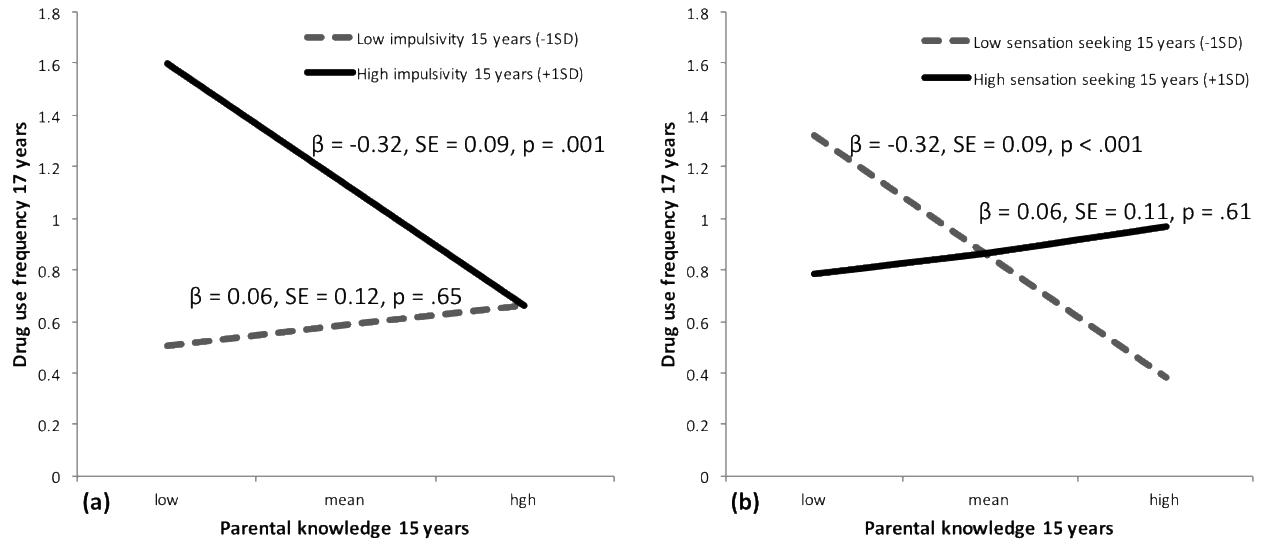 1.8
1.6
1.4
1.2
1
0.8
0.6
0.4
0.2
0
Drug use frequency 17 years
Low impulsivity 15 years (-1SD)
High impulsivity 15 years (+1SD)
β = -0.32, SE = 0.09, p = .001
β = 0.06, SE = 0.12, p = .65
(a)
low
mean
hgh
Parental knowledge 15 years
1.8
1.6
1.4
1.2
1
0.8
0.6
0.4
0.2
0
Drug use frequency 17 years
Low sensation seeking 15 years (-1SD)
High sensation seeking 15 years (+1SD)
β = -0.32, SE = 0.09, p < .001
β = 0.06, SE = 0.11, p = .61
(b)
low
mean
high
Parental knowledge 15 years